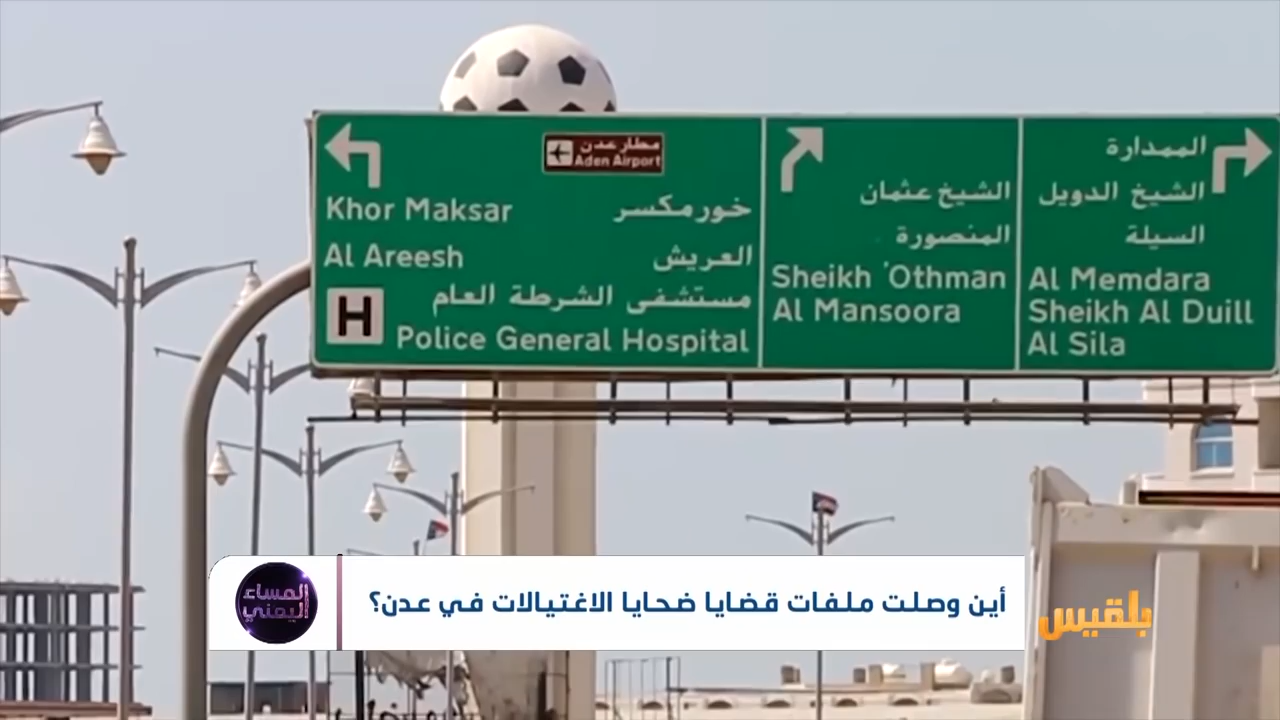 مطار عدن
Aden Airport
Khor Maksar خورمكسر
Al Areesh العريش
H مستشفى الشرطة العام
Police General Hospital
الشيخ عثمان
المنصورة
Sheikh 'Othman
Al Mansoora
الممدارة
الشيخ الدويل
السيلة
Al Memdara
Sheikh Al Duill
Al Sila
المساء اليمني
أين وصلت ملفات قضايا ضحايا الاغتيالات في عدن؟
بلقيس